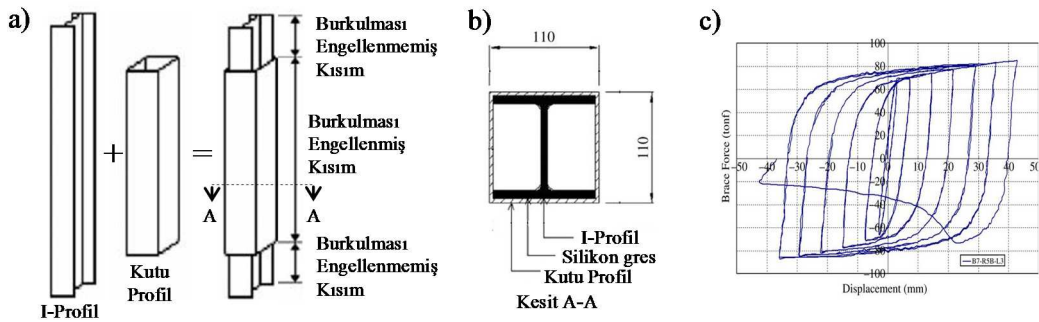 a)
Burkulması
Engellenmemiş
Kısım
Burkulması
Engellenmiş
Kısım
A
A
Burkulması
Engellenmemiş
Kısım
+
=
I-Profil
Kutu
Profil
b)
110
110
I-Profil
Silikon gres
Kutu Profil
Kesit A-A
c)
100
80
60
40
20
0
-20
-40
-60
-80
-100
-50
-40
-30
-20
-10
0
10
20
30
40
50
Brace Force (tonf)
Displacement (mm)
B7-R5B-L3